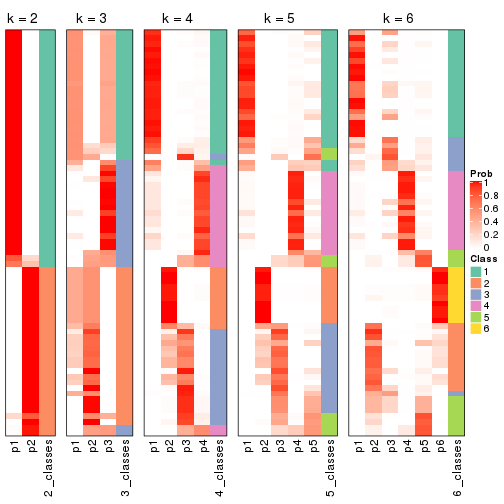 k = 2
k = 3
k = 4
k = 5
k = 6
Prob
1
0.8
0.6
0.4
0.2
0
Class
1
2
3
4
5
6
p1
p2
2_classes
p1
p2
p3
3_classes
p1
p2
p3
p4
4_classes
p1
p2
p3
p4
p5
5_classes
p1
p2
p3
p4
p5
p6
6_classes